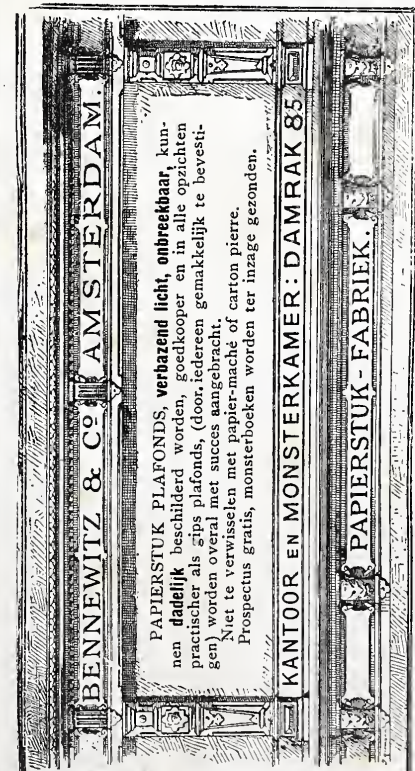 BENNEWITZ & Co. AMSTERDAM.
PAPIERSTUK PLAFONDS, verbazend licht, onbreekbaar, kun-
nen dadelijk beschilderd worden, goedkooper en in alle opzichten
practischer als gips plafonds, (door iedereen gemakkelijk te bevesti-
gen) worden overal met succes aangebracht.
Niet te verwisselen met papier-maché of carton pierre.
Prospectus gratis, monsterboeken worden ter inzage gezonden.
KANTOOR EN MONSTERKAMER: DAMRAK 85
PAPIERSTUK-FABRIEK.